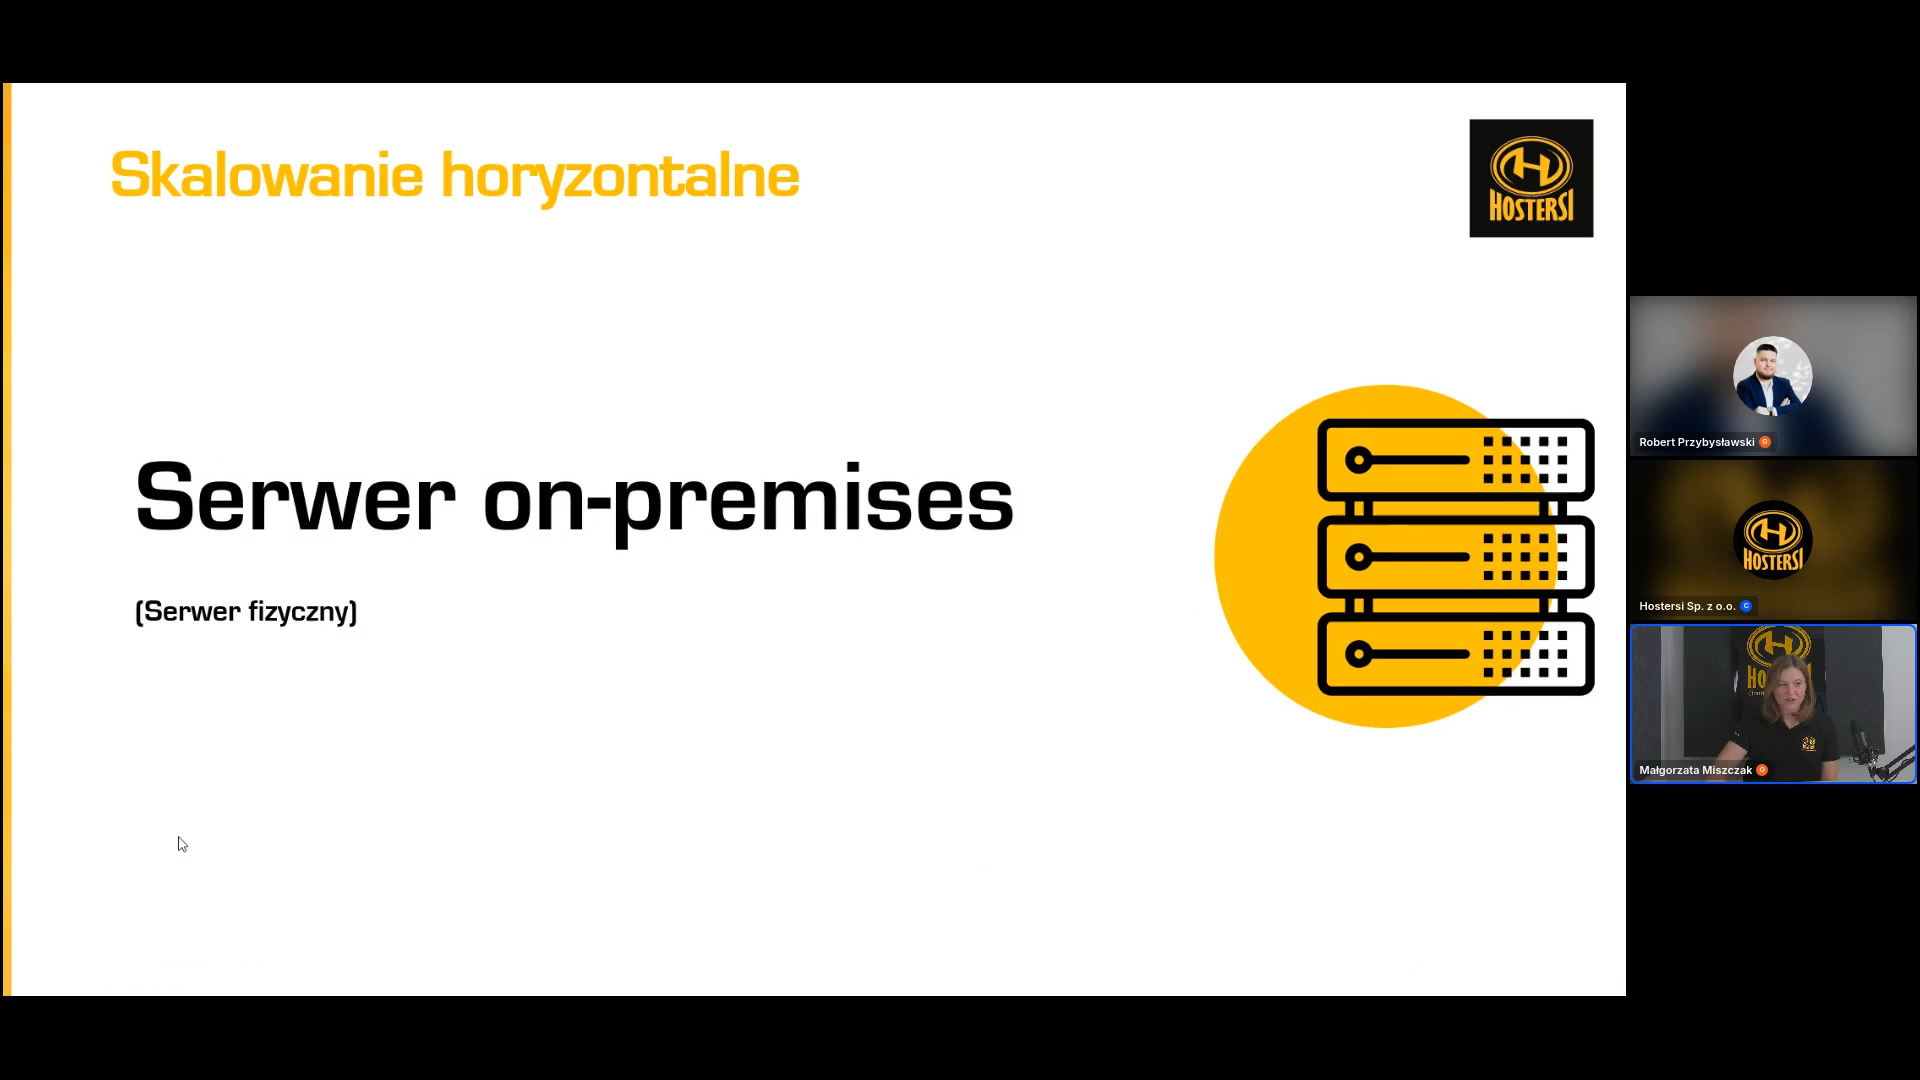 Skalowanie horyzontalne
HOSTERSI
Serwer on-premises
(Serwer fizyczny)
Robert Przybysławski G
HOSTERSI
Hostersi Sp. z o.o. C
Małgorzata Miszczak G